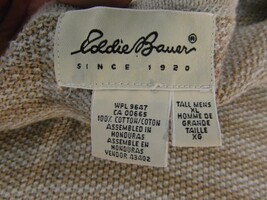 Eddie Bauer®
SINCE 1920
WPL 9647
CA 00665
100% COTTON/COTON
ASSEMBLED IN
HONDURAS
ASSEMBLE EN
HONDURAS
VENDOR 43402
TALL MENS
XL
HOMME DE
GRANDE
TAILLE
XG